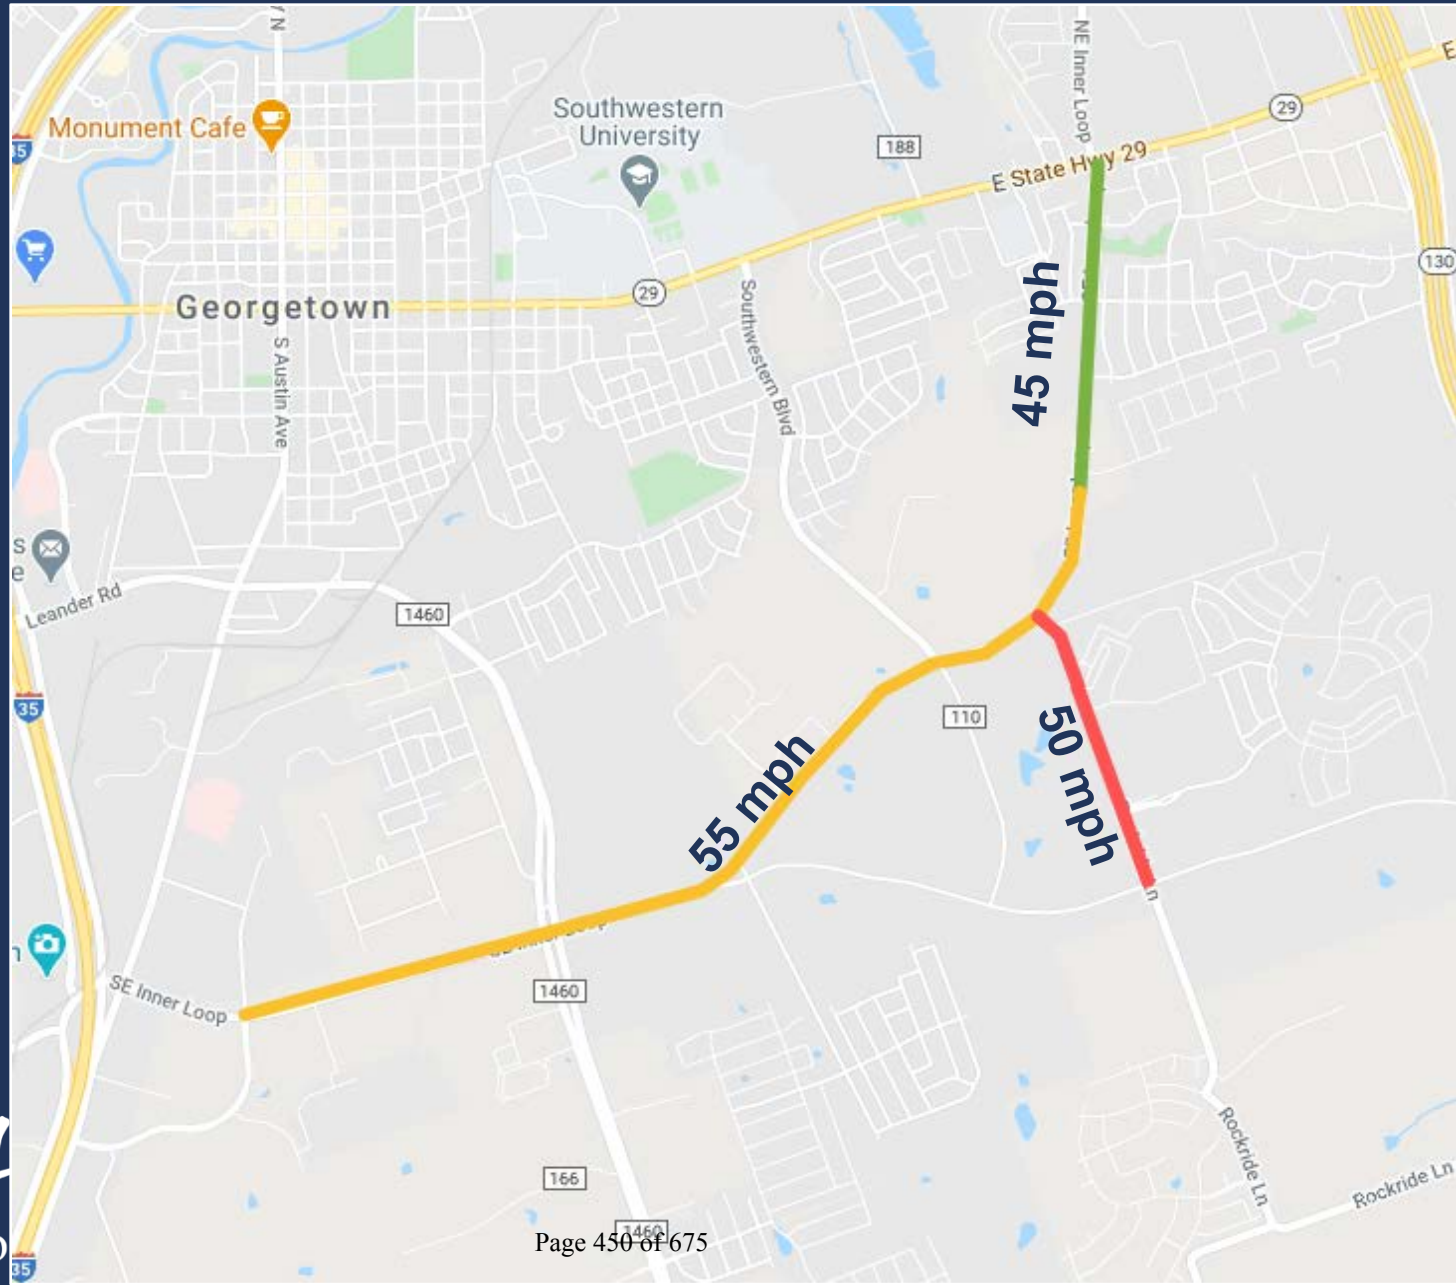 NE Inner Loop
E State Hwy 29
29
Southwestern
University
188
Monument Cafe
35
45 mph
130
29
Georgetown
Southwestern Blvd
S Austin Ave
Leander Rd
1460
35
110
50 mph
55 mph
SE Inner Loop
1460
Rockride Ln
Rockride Ln
166
1460
Page 450 of 675
35